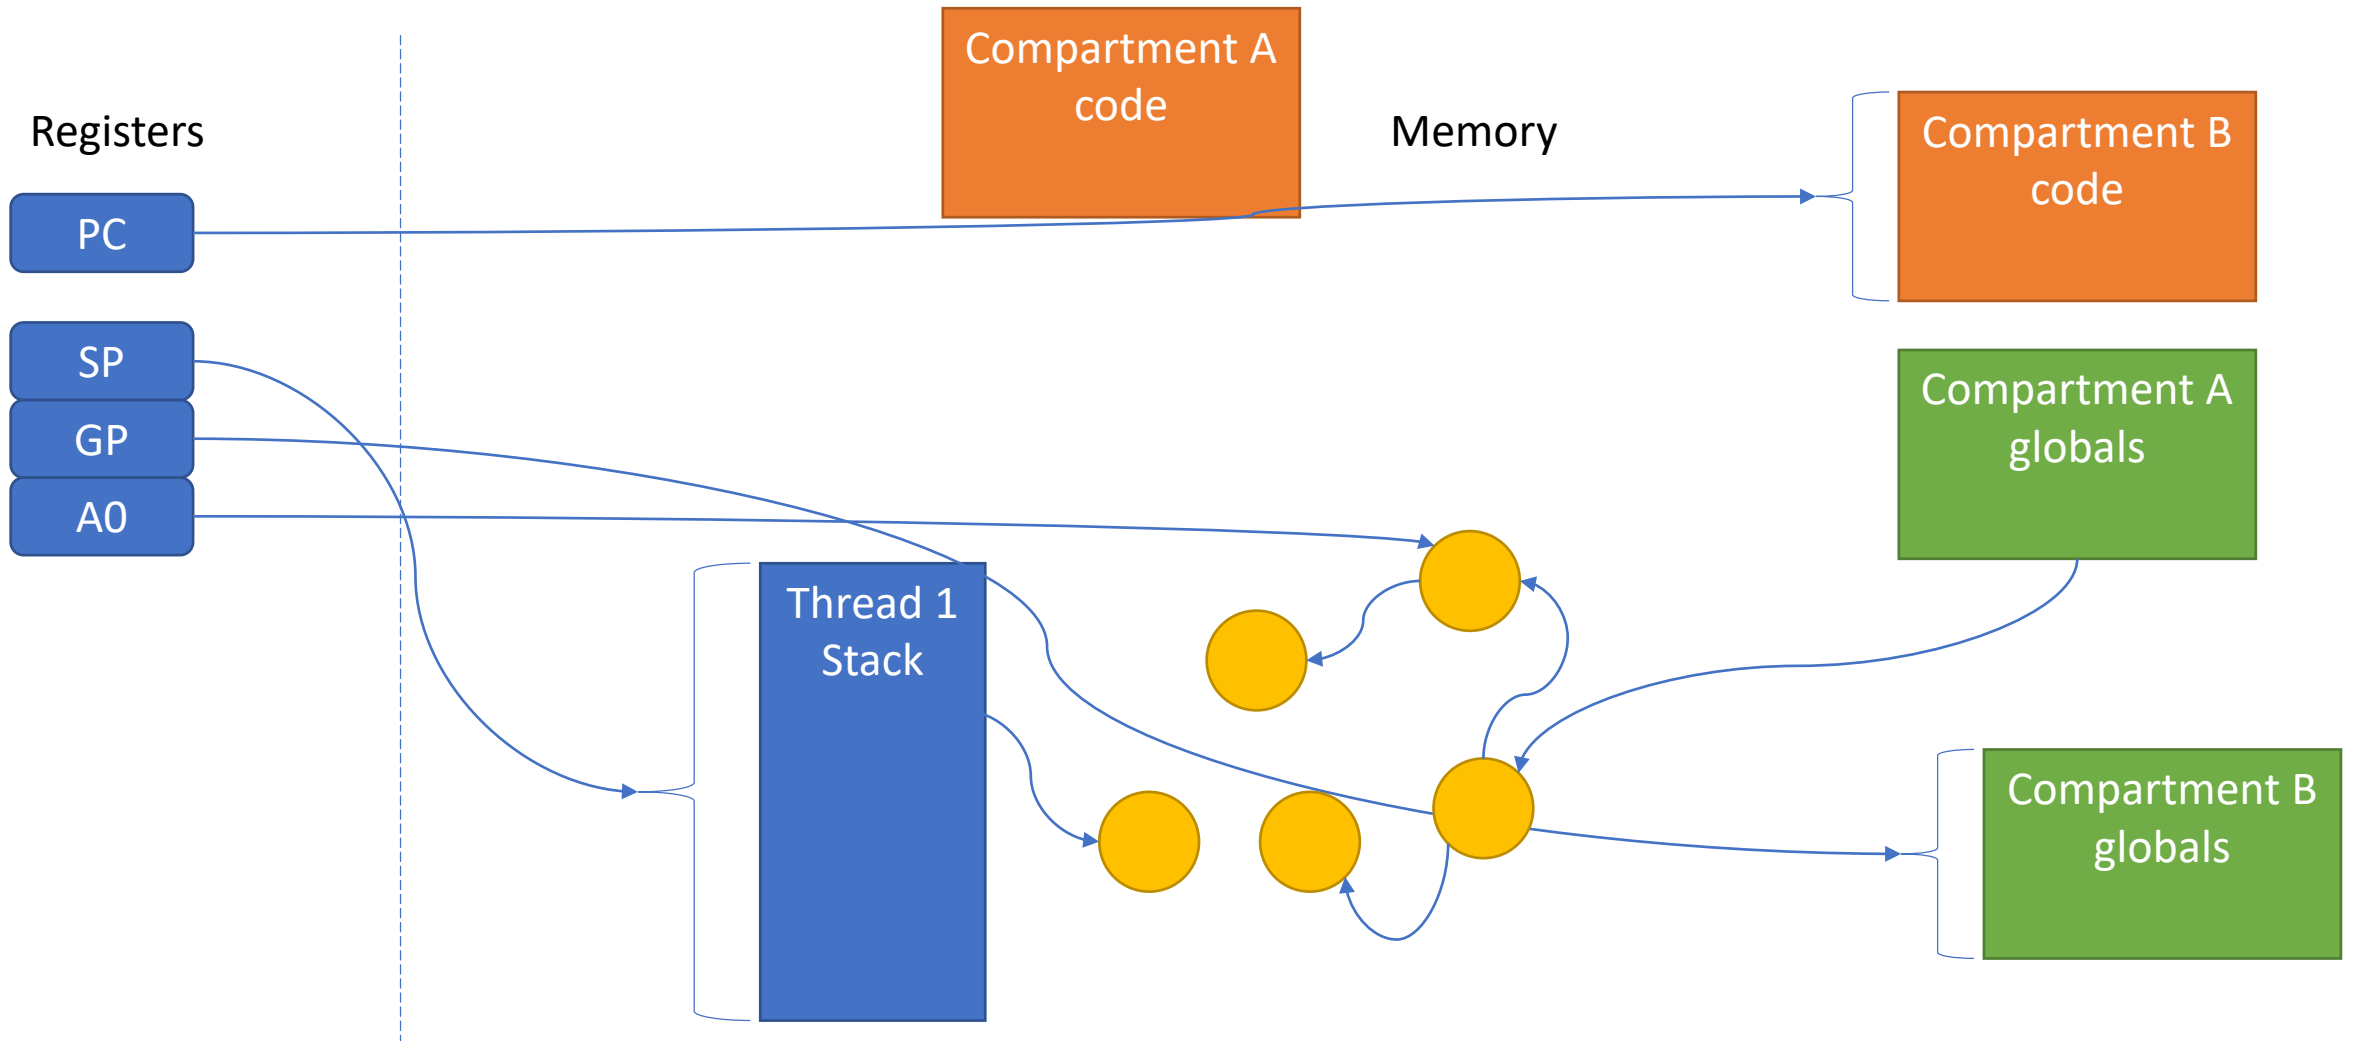 Compartment A
code
Registers
Memory
Compartment B
code
PC
SP
GP
A0
Compartment A
globals
Thread 1
Stack
Compartment B
globals